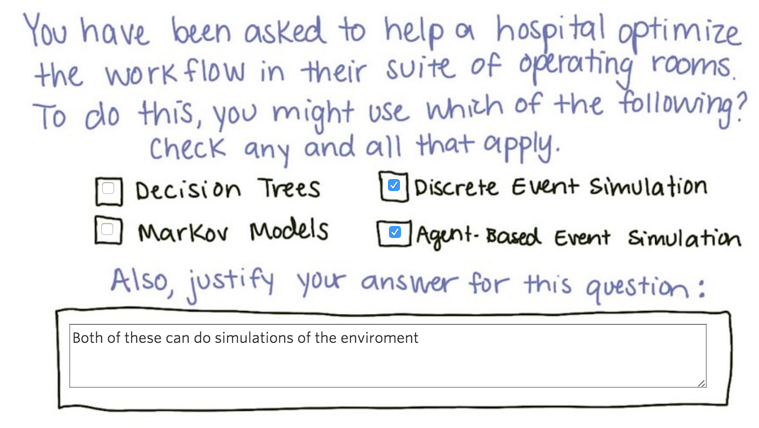 You have been asked to help a hospital optimize
the workflow in their suite of operating rooms.
To do this, you might use which of the following?
Check any and all that apply.
Decision Trees
Discrete Event Simulation
Markov Models
Agent-Based Event Simulation
Also, justify your answer for this question:
Both of these can do simulations of the enviroment